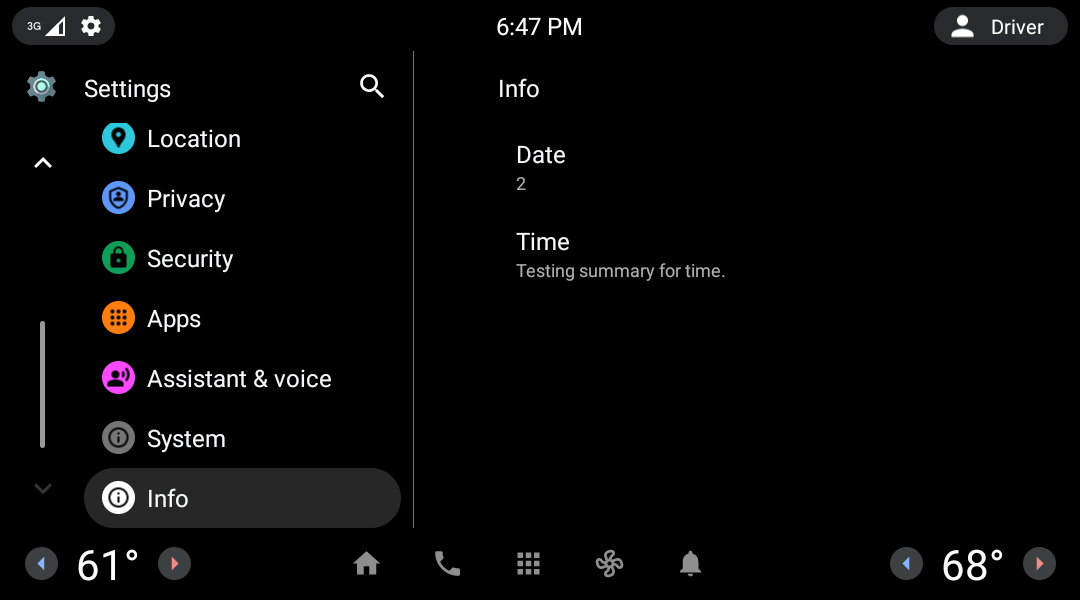 3G
6:47 PM
Driver
Settings
Location
Privacy
Security
Apps
Assistant & voice
System
Info
Info
Date
2
Time
Testing summary for time.
61°
68°